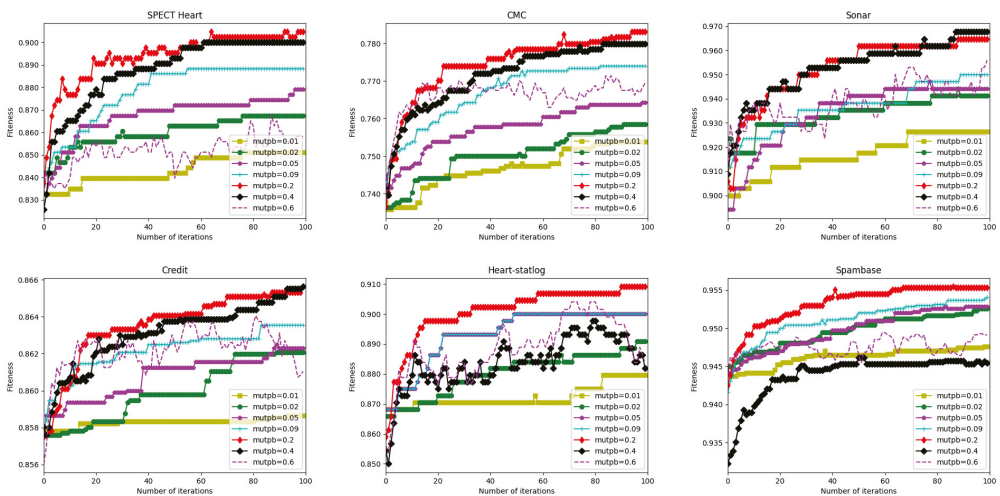 SPECT Heart
Fiteness
0.900
0.890
0.880
0.870
0.860
0.850
0.840
0.830
0 20 40 60 80 100
Number of iterations
mutpb=0.01
mutpb=0.02
mutpb=0.05
mutpb=0.09
mutpb=0.2
mutpb=0.4
mutpb=0.6
CMC
Fiteness
0.780
0.770
0.760
0.750
0.740
0 20 40 60 80 100
Number of iterations
mutpb=0.01
mutpb=0.02
mutpb=0.05
mutpb=0.09
mutpb=0.2
mutpb=0.4
mutpb=0.6
Sonar
Fiteness
0.970
0.960
0.950
0.940
0.930
0.920
0.910
0.900
0 20 40 60 80 100
Number of iterations
mutpb=0.01
mutpb=0.02
mutpb=0.05
mutpb=0.09
mutpb=0.2
mutpb=0.4
mutpb=0.6
Credit
Fiteness
0.866
0.864
0.862
0.860
0.858
0.856
0 20 40 60 80 100
Number of iterations
mutpb=0.01
mutpb=0.02
mutpb=0.05
mutpb=0.09
mutpb=0.2
mutpb=0.4
mutpb=0.6
Heart-statlog
Fiteness
0.910
0.900
0.890
0.880
0.870
0.860
0.850
0 20 40 60 80 100
Number of iterations
mutpb=0.01
mutpb=0.02
mutpb=0.05
mutpb=0.09
mutpb=0.2
mutpb=0.4
mutpb=0.6
Spambase
Fiteness
0.955
0.950
0.945
0.940
0.935
0 20 40 60 80 100
Number of iterations
mutpb=0.01
mutpb=0.02
mutpb=0.05
mutpb=0.09
mutpb=0.2
mutpb=0.4
mutpb=0.6